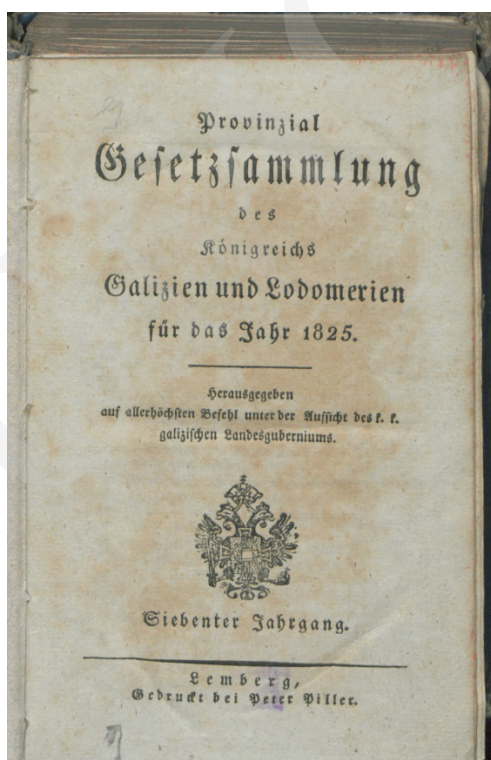 Provinzial
Gesetzsammlung
des
Königreichs
Galizien und Lodomerien
für das Jahr 1825.
Herausgegeben
auf allerhöchsten Befehl unter der Aufsicht des k. k.
galizischen Landesguberniums.
Siebenter Jahrgang.
Lemberg,
Gedruckt bei Peter Piller.